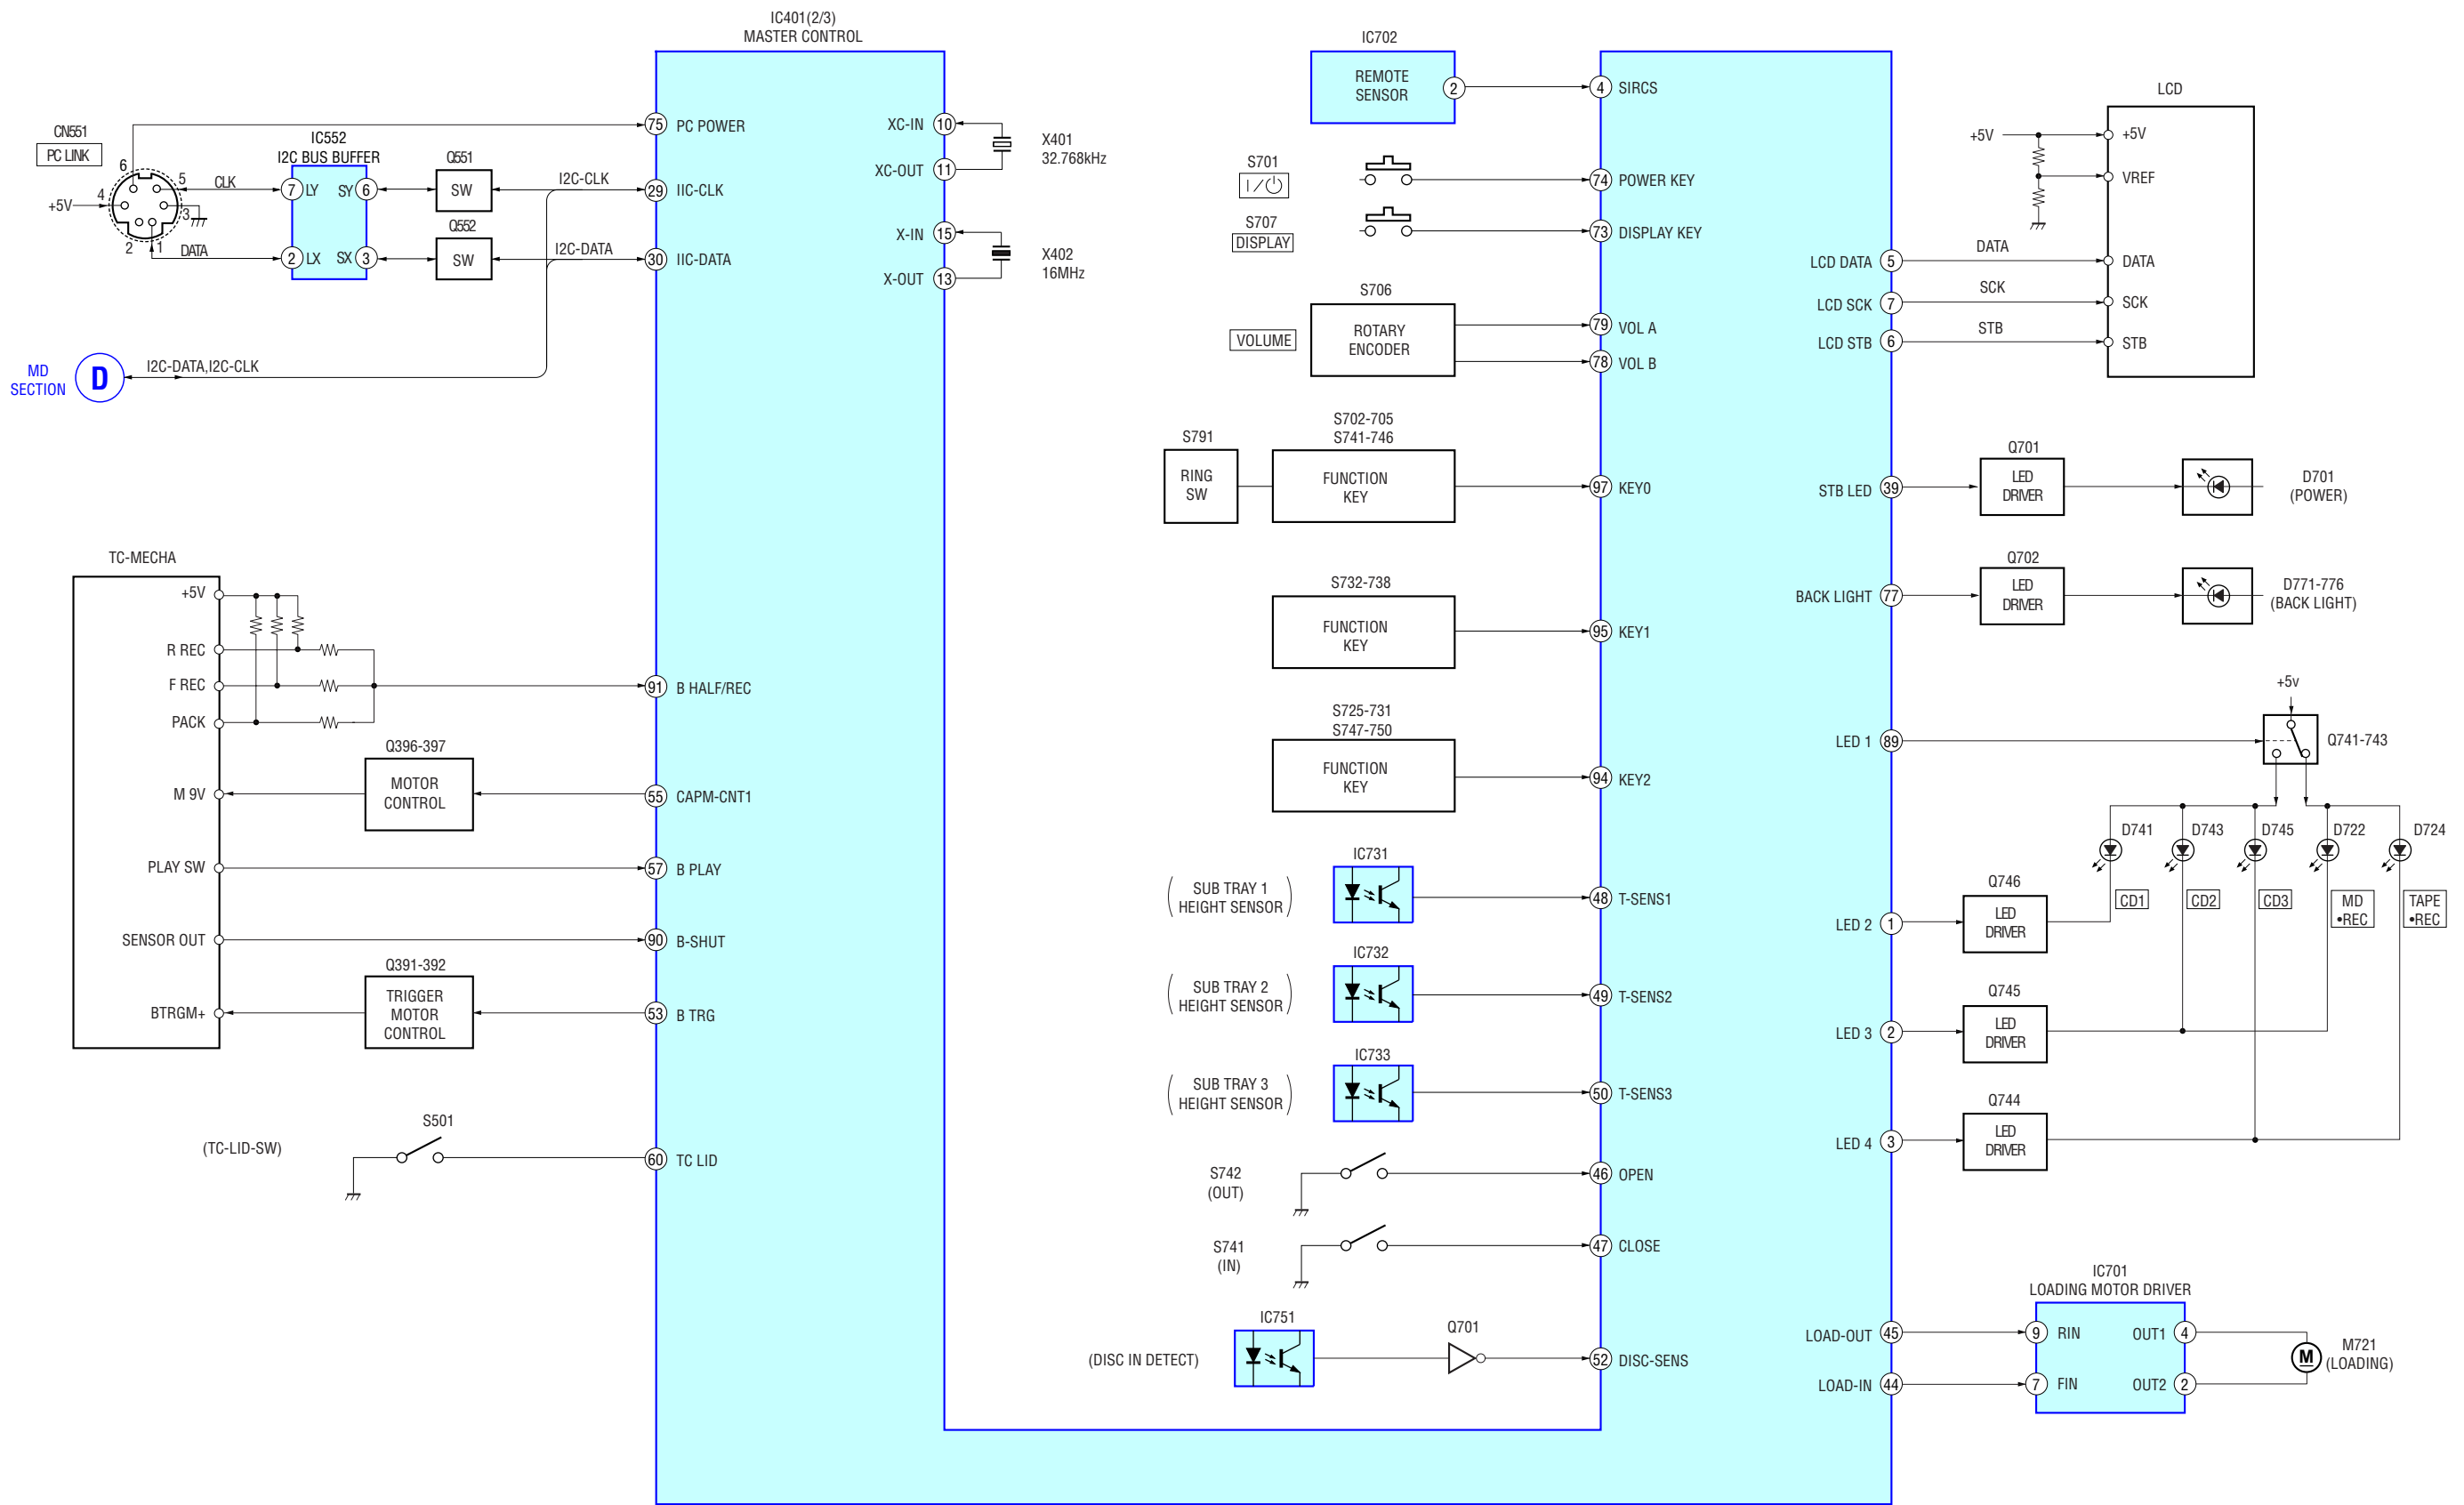 IC401(2/3)
MASTER CONTROL
CN551
PC LINK
6
5
4
3
2
1
+5V
CLK
DATA
IC552
I2C BUS BUFFER
7 LY
SY 6
2 LX
SX 3
Q551
SW
Q552
SW
I2C-CLK
I2C-DATA
75 PC POWER
29 IIC-CLK
30 IIC-DATA
XC-IN 10
XC-OUT 11
X-IN 15
X-OUT 13
X401
32.768kHz
X402
16MHz
MD
SECTION
D
I2C-DATA,I2C-CLK
TC-MECHA
+5V
R REC
F REC
PACK
M 9V
PLAY SW
SENSOR OUT
BTRGM+
Q396-397
MOTOR
CONTROL
Q391-392
TRIGGER
MOTOR
CONTROL
91 B HALF/REC
55 CAPM-CNT1
57 B PLAY
90 B-SHUT
53 B TRG
(TC-LID-SW)
S501
60 TC LID
IC702
REMOTE
SENSOR
2
4 SIRCS
S701
I/⏻
74 POWER KEY
S707
DISPLAY
73 DISPLAY KEY
S706
VOLUME
ROTARY
ENCODER
79 VOL A
78 VOL B
S791
RING
SW
S702-705
S741-746
FUNCTION
KEY
97 KEY0
S732-738
FUNCTION
KEY
95 KEY1
S725-731
S747-750
FUNCTION
KEY
94 KEY2
IC731
SUB TRAY 1
HEIGHT SENSOR
48 T-SENS1
IC732
SUB TRAY 2
HEIGHT SENSOR
49 T-SENS2
IC733
SUB TRAY 3
HEIGHT SENSOR
50 T-SENS3
S742
(OUT)
46 OPEN
S741
(IN)
47 CLOSE
IC751
(DISC IN DETECT)
Q701
52 DISC-SENS
LCD
+5V
+5V
VREF
LCD DATA 5
DATA
DATA
LCD SCK 7
SCK
SCK
LCD STB 6
STB
STB
STB LED 39
Q701
LED
DRIVER
D701
(POWER)
BACK LIGHT 77
Q702
LED
DRIVER
D771-776
(BACK LIGHT)
+5v
LED 1 89
Q741-743
D741
D743
D745
D722
D724
CD1
CD2
CD3
MD
•REC
TAPE
•REC
LED 2 1
Q746
LED
DRIVER
LED 3 2
Q745
LED
DRIVER
LED 4 3
Q744
LED
DRIVER
IC701
LOADING MOTOR DRIVER
LOAD-OUT 45
9 RIN
OUT1 4
LOAD-IN 44
7 FIN
OUT2 2
M
M721
(LOADING)